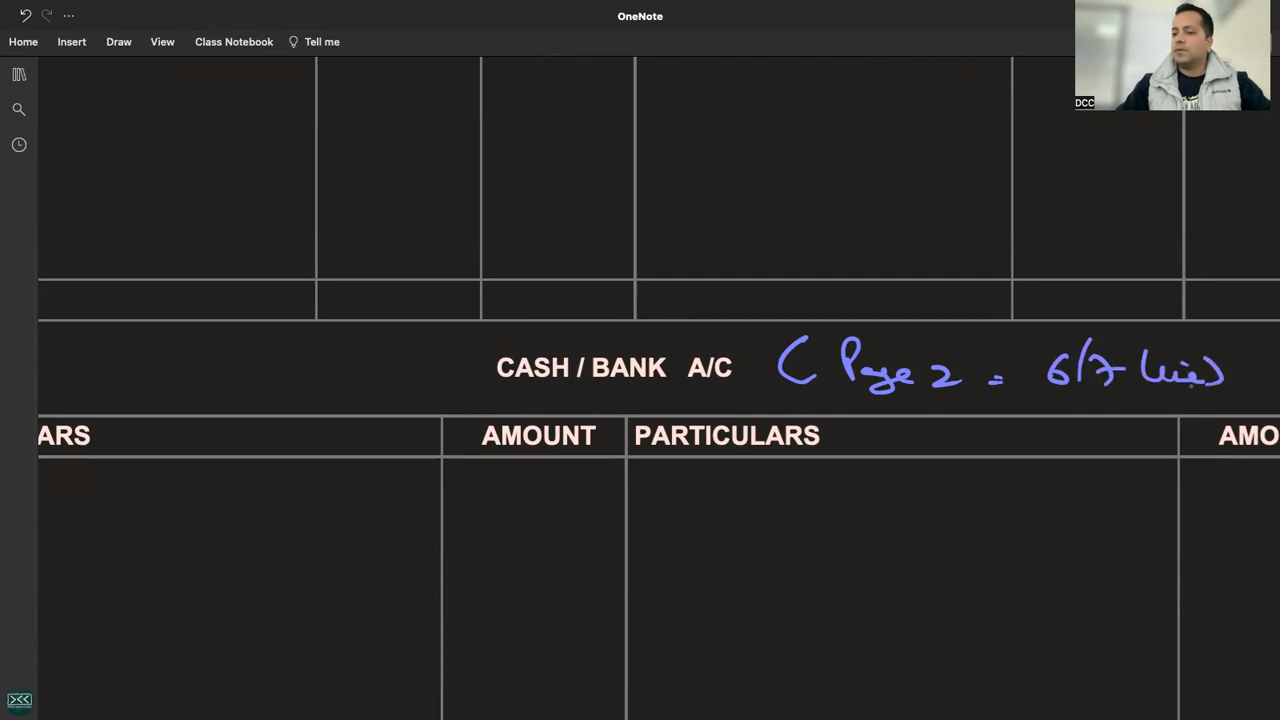 OneNote
Home Insert Draw View Class Notebook Tell me
DCC
CASH / BANK A/C (Page 2 = 6/7 line)
ARS AMOUNT PARTICULARS AMO